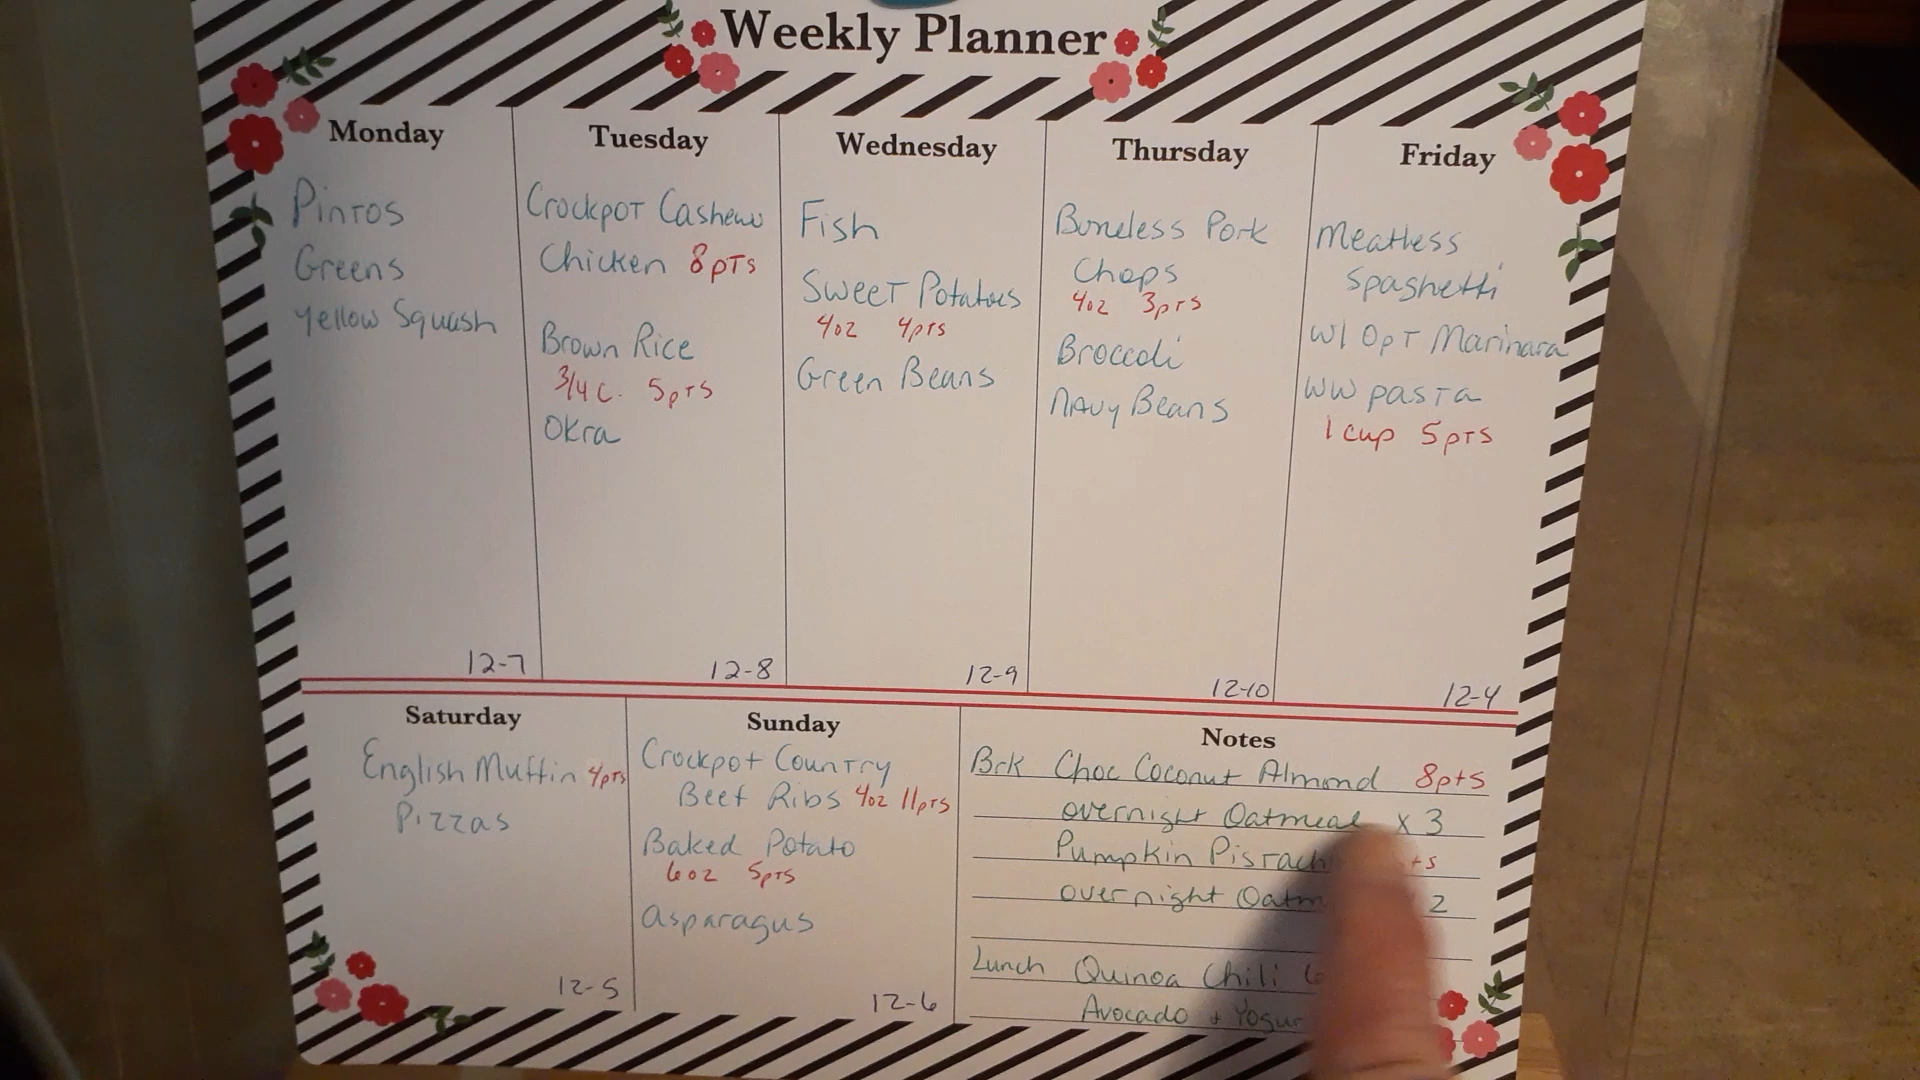 Weekly Planner
Monday
Pintos
Greens
Yellow Squash
12-7
Tuesday
Crockpot Cashew
Chicken 8pts
Brown Rice
3/4 c. 5pts
Okra
12-8
Wednesday
Fish
Sweet Potatoes
4oz 4pts
Green Beans
12-9
Thursday
Boneless Pork
Chops
4oz 3pts
Broccoli
Navy Beans
12-10
Friday
Meatless
Spaghetti
w/ Opt Marinara
WW pasta
1 cup 5pts
12-4
Saturday
English Muffin 4pts
Pizzas
12-5
Sunday
Crockpot Country
Beef Ribs 4oz 11pts
Baked Potato
6oz 5pts
Asparagus
12-6
Notes
Brk Choc Coconut Almond 8pts
overnight Oatmeal x 3
Pumpkin
overnight 2
Lunch Quinoa Chili
Avocado +